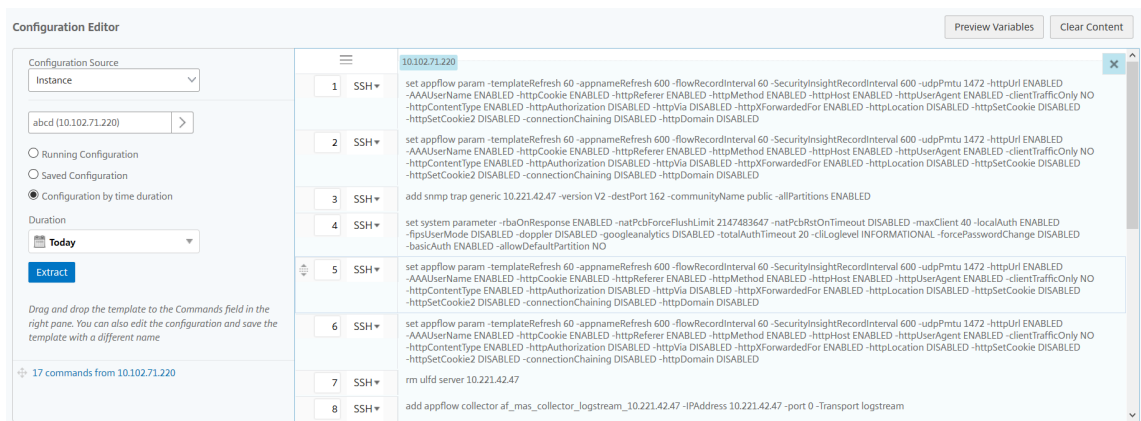 Configuration Editor
Preview Variables
Clear Content
Configuration Source
Instance
abcd (10.102.71.220)
Running Configuration
Saved Configuration
Configuration by time duration
Duration
Today
Extract
Drag and drop the template to the Commands field in the
right pane. You can also edit the configuration and save the
template with a different name
17 commands from 10.102.71.220
10.102.71.220
1 SSH set appflow param -templateRefresh 60 -appnameRefresh 600 -flowRecordInterval 60 -SecurityInsightRecordInterval 600 -udpPmtu 1472 -httpUrl ENABLED
-AAAUserName ENABLED -httpCookie ENABLED -httpReferer ENABLED -httpMethod ENABLED -httpHost ENABLED -httpUserAgent ENABLED -clientTrafficOnly NO
-httpContentType ENABLED -httpAuthorization DISABLED -httpVia DISABLED -httpXForwardedFor ENABLED -httpLocation DISABLED -httpSetCookie DISABLED
-httpSetCookie2 DISABLED -connectionChaining DISABLED -httpDomain DISABLED
2 SSH set appflow param -templateRefresh 60 -appnameRefresh 600 -flowRecordInterval 60 -SecurityInsightRecordInterval 600 -udpPmtu 1472 -httpUrl ENABLED
-AAAUserName ENABLED -httpCookie ENABLED -httpReferer ENABLED -httpMethod ENABLED -httpHost ENABLED -httpUserAgent ENABLED -clientTrafficOnly NO
-httpContentType ENABLED -httpAuthorization DISABLED -httpVia DISABLED -httpXForwardedFor ENABLED -httpLocation DISABLED -httpSetCookie DISABLED
-httpSetCookie2 DISABLED -connectionChaining DISABLED -httpDomain DISABLED
3 SSH add snmp trap generic 10.221.42.47 -version V2 -destPort 162 -communityName public -allPartitions ENABLED
4 SSH set system parameter -rbaOnResponse ENABLED -natPcbForceFlushLimit 2147483647 -natPcbRstOnTimeout DISABLED -maxClient 40 -localAuth ENABLED
-fipsUserMode DISABLED -doppler DISABLED -googleanalytics DISABLED -totalAuthTimeout 20 -cliLoglevel INFORMATIONAL -forcePasswordChange DISABLED
-basicAuth ENABLED -allowDefaultPartition NO
5 SSH set appflow param -templateRefresh 60 -appnameRefresh 600 -flowRecordInterval 60 -SecurityInsightRecordInterval 600 -udpPmtu 1472 -httpUrl ENABLED
-AAAUserName ENABLED -httpCookie ENABLED -httpReferer ENABLED -httpMethod ENABLED -httpHost ENABLED -httpUserAgent ENABLED -clientTrafficOnly NO
-httpContentType ENABLED -httpAuthorization DISABLED -httpVia DISABLED -httpXForwardedFor ENABLED -httpLocation DISABLED -httpSetCookie DISABLED
-httpSetCookie2 DISABLED -connectionChaining DISABLED -httpDomain DISABLED
6 SSH set appflow param -templateRefresh 60 -appnameRefresh 600 -flowRecordInterval 60 -SecurityInsightRecordInterval 600 -udpPmtu 1472 -httpUrl ENABLED
-AAAUserName ENABLED -httpCookie ENABLED -httpReferer ENABLED -httpMethod ENABLED -httpHost ENABLED -httpUserAgent ENABLED -clientTrafficOnly NO
-httpContentType ENABLED -httpAuthorization DISABLED -httpVia DISABLED -httpXForwardedFor ENABLED -httpLocation DISABLED -httpSetCookie DISABLED
-httpSetCookie2 DISABLED -connectionChaining DISABLED -httpDomain DISABLED
7 SSH rm ulfd server 10.221.42.47
8 SSH add appflow collector af_mas_collector_logstream_10.221.42.47 -IPAddress 10.221.42.47 -port 0 -Transport logstream